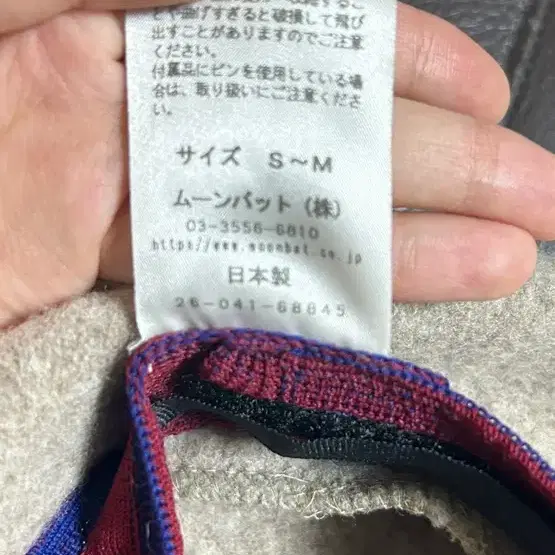 と曲げすぎると破損して飛び
出すことがありますのでご注意
ください。
付属品にピンを使用している場
合は、取り扱いにご注意くださ
い。
サイズ S～M
ムーンバット（株）
03-3556-6810
https://www.moonbat.co.jp
日本製
26-041-68845